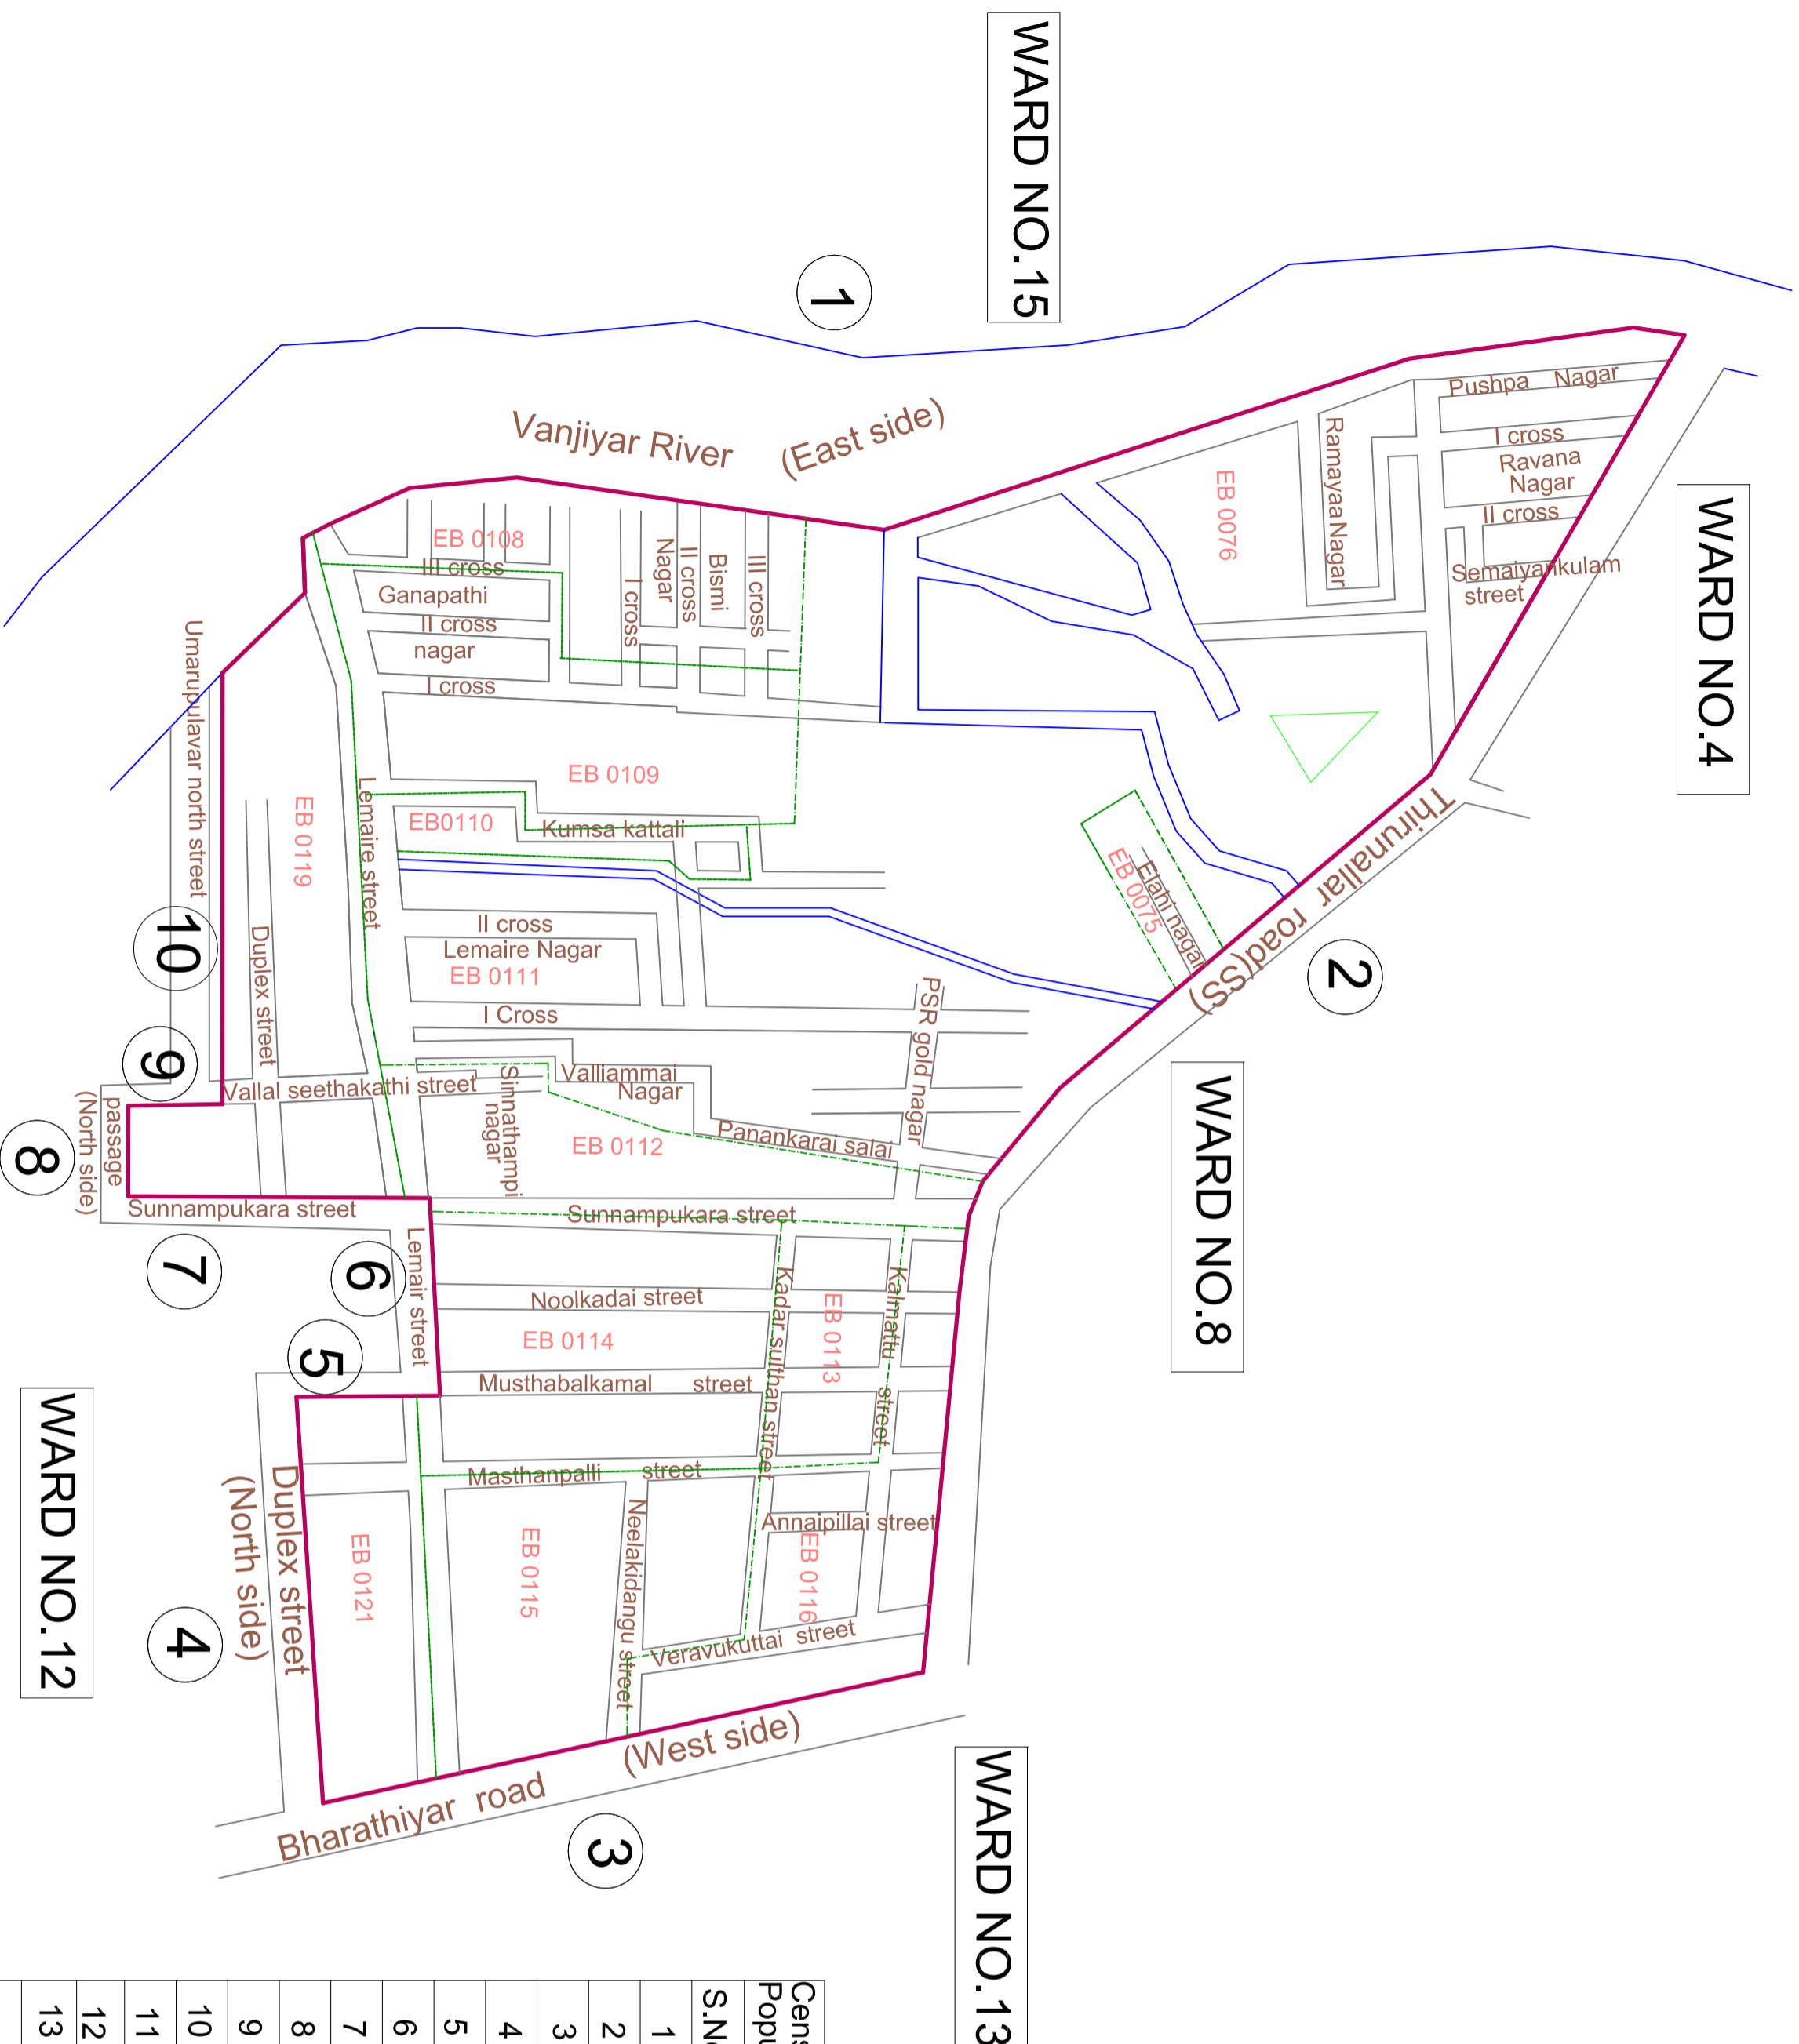 WARD NO.15
WARD NO.4
WARD NO.8
WARD NO.13
WARD NO.12
1
2
3
4
5
6
7
8
9
10
Vanjiyar River (East side)
Thirunallar road(SS)
Bharathiyar road (West side)
Duplex street
(North side)
Pushpa Nagar
I cross
Ravana
Nagar
II cross
Semaiyankulam
street
Ramayaa Nagar
EB 0076
Etahi nagar
EB 0075
EB 0108
III cross
Ganapathi
II cross
nagar
I cross
I cross
Nagar
II cross
Bismi
III cross
EB 0109
EB0110
Kumsa kattali
Lemaire street
EB 0119
Umarupulavar north street
Duplex street
II cross
Lemaire Nagar
EB 0111
I Cross
PSR gold nagar
Valliammai
Nagar
Sinnathampi
nagar
Vallal seethakathi street
EB 0112
Panankarai salai
passage
(North side)
Sunnampukara street
Sunnampukara street
Lemair street
Noolkadai street
EB 0114
Musthabalkamal street
Kadar sulthan street
EB 0113
Kalmattu street
Masthanpalli street
Neelakidangu street
Annaipillai street
EB 0116
EB 0115
EB 0121
Veravukuttai street
Cens
Popu
S.No
1
2
3
4
5
6
7
8
9
10
11
12
13